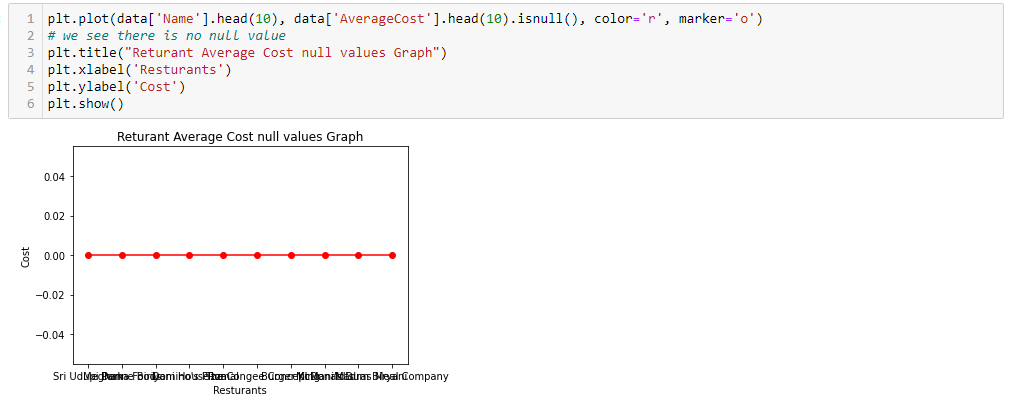 1 plt.plot(data['Name'].head(10), data['AverageCost'].head(10).isnull(), color='r', marker='o')
2 # we see there is no null value
3 plt.title("Returant Average Cost null values Graph")
4 plt.xlabel('Resturants')
5 plt.ylabel('Cost')
6 plt.show()
Returant Average Cost null values Graph
0.04
0.02
0.00
−0.02
−0.04
Cost
Sri Company
Resturants